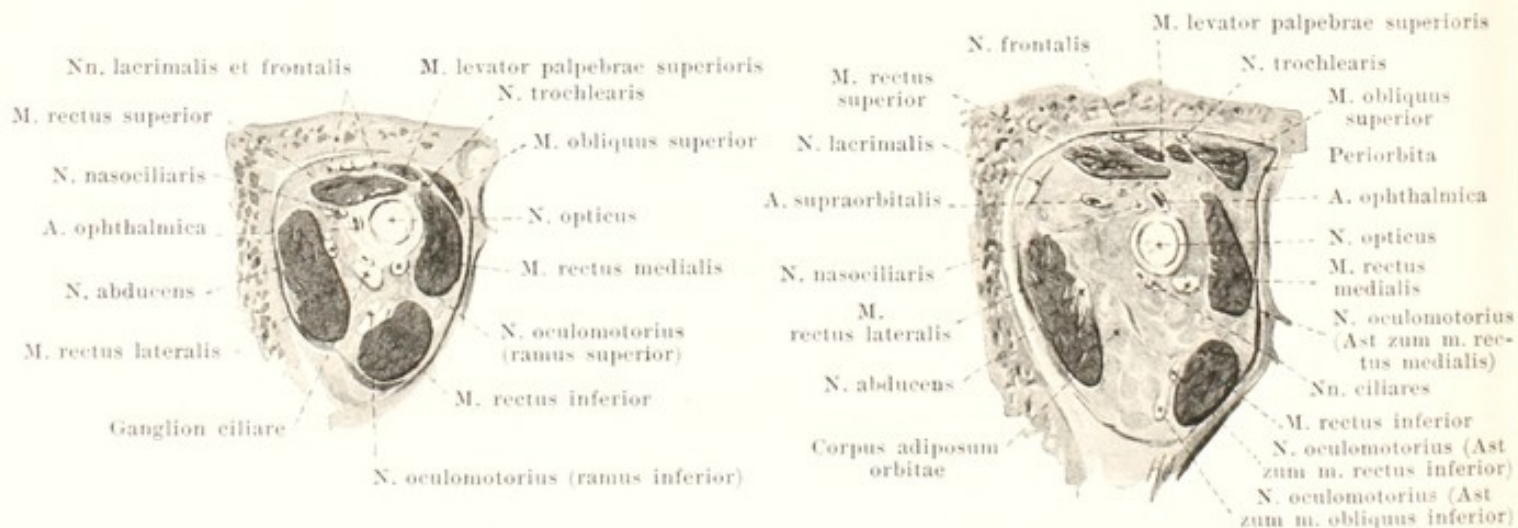 Nn. lacrimalis et frontalis
M. rectus superior
N. nasociliaris
A. ophthalmica
N. abducens
M. rectus lateralis
Ganglion ciliare
M. levator palpebrae superioris
N. trochlearis
M. obliquus superior
N. opticus
M. rectus medialis
N. oculomotorius
(ramus superior)
M. rectus inferior
N. oculomotorius (ramus inferior)
N. frontalis
M. rectus
superior
N. lacrimalis
A. supraorbitalis
N. nasociliaris
M.
rectus lateralis
N. abducens
Corpus adiposum
orbitae
M. levator palpebrae superioris
N. trochlearis
M. obliquus
superior
Periorbita
A. ophthalmica
N. opticus
M. rectus
medialis
N. oculomotorius
(Ast zum m. rec-
tus medialis)
Nn. ciliares
M. rectus inferior
N. oculomotorius (Ast
zum m. rectus inferior)
N. oculomotorius (Ast
zum m. obliquus inferior)